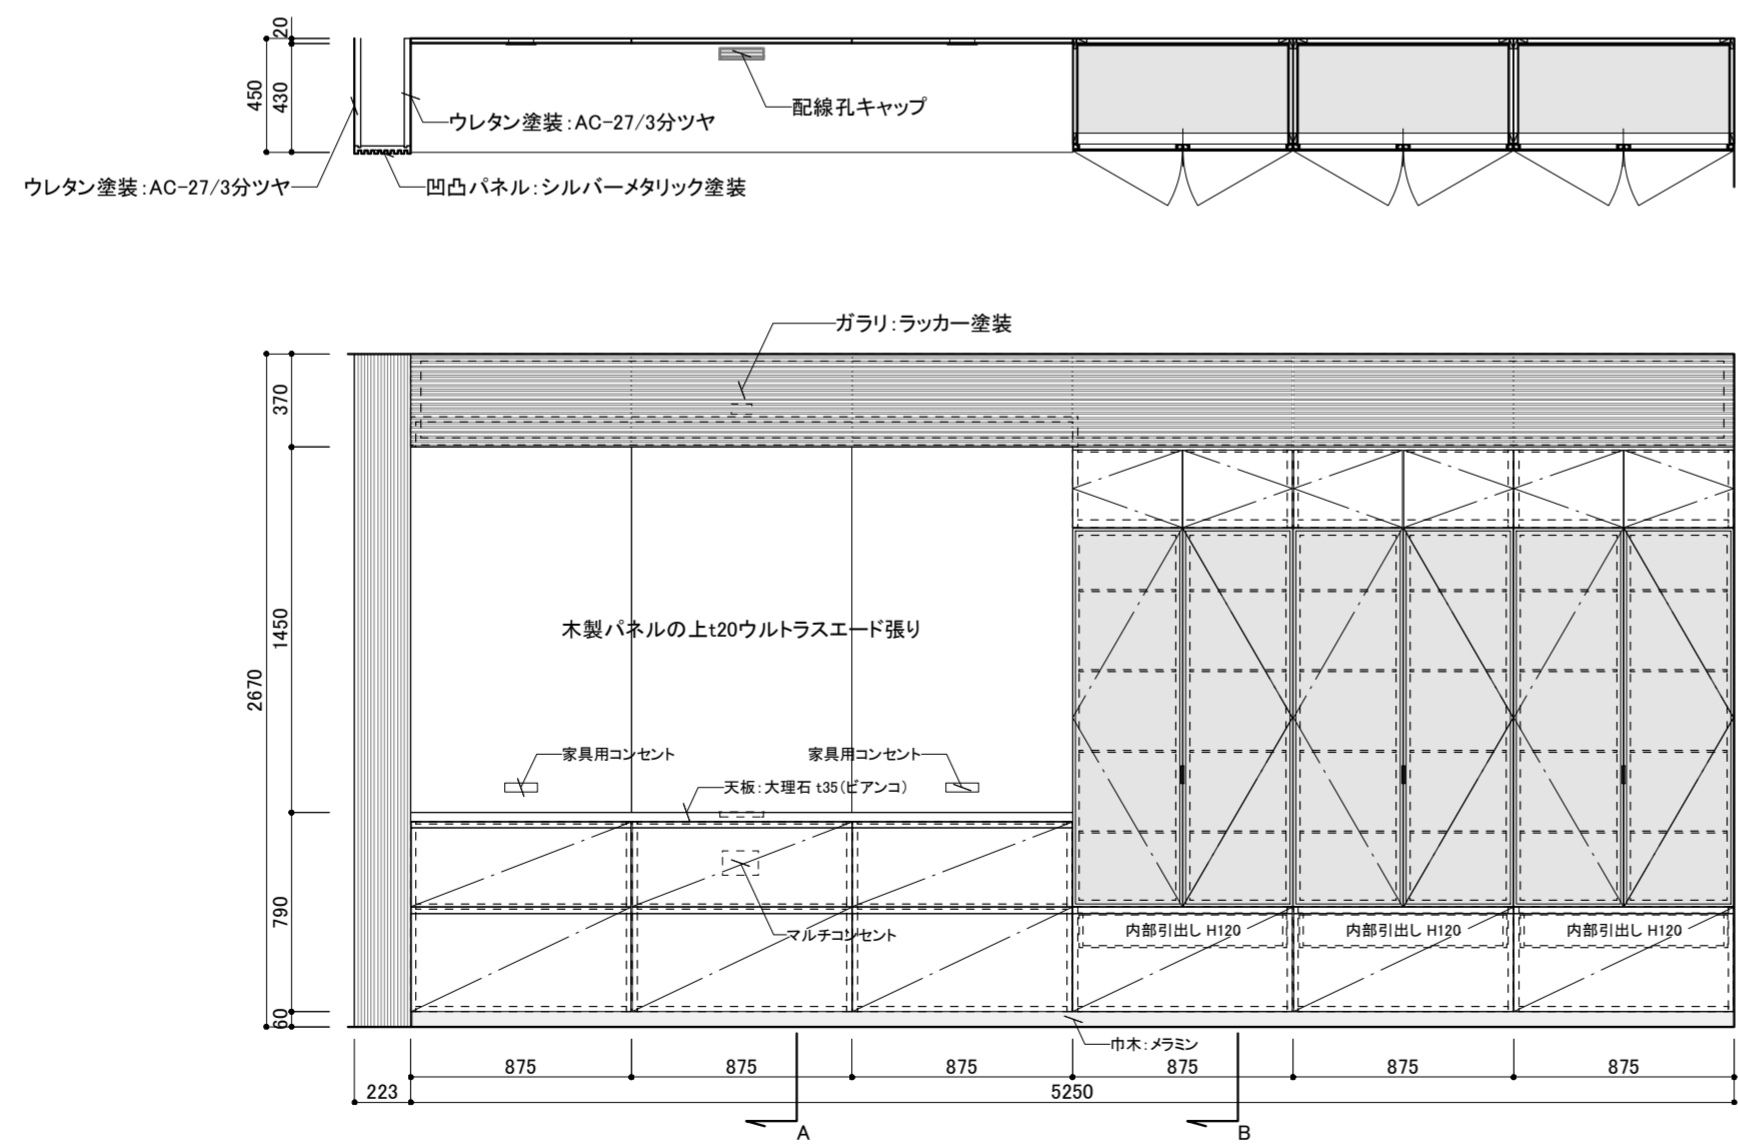 20
450
430
配線孔キャップ
ウレタン塗装:AC-27/3分ツヤ
ウレタン塗装:AC-27/3分ツヤ
凹凸パネル:シルバーメタリック塗装
ガラリ:ラッカー塗装
370
1450
2670
木製パネルの上t20ウルトラスエード張り
家具用コンセント
家具用コンセント
天板:大理石 t35(ビアンコ)
790
マルチコンセント
内部引出し H120
内部引出し H120
内部引出し H120
60
巾木:メラミン
875
875
875
875
875
875
223
5250
A
B